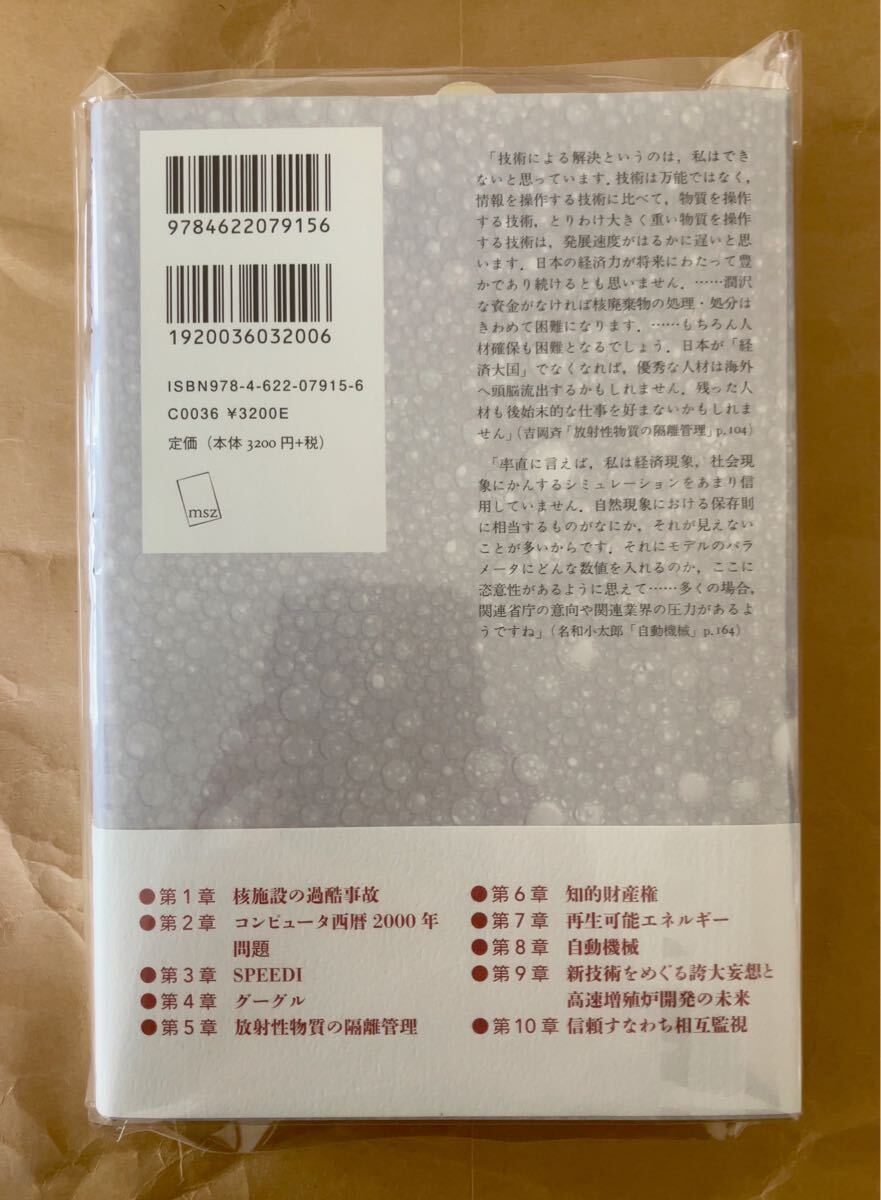 9784622079156
1920036032006
ISBN978-4-622-07915-6
C0036 ¥3200E
定価（本体 3200 円+税）
msz
「技術による解決というのは，私はでき
ないと思っています．技術は万能ではなく，
情報を操作する技術に比べて，物質を操作
する技術，とりわけ大きく重い物質を操作
する技術は，発展速度がはるかに遅いと思
います．日本の経済力が将来にわたって豊
かであり続けるとも思いません．……潤沢
な資金がなければ核廃棄物の処理・処分は
きわめて困難になります．……もちろん人
材確保も困難となるでしょう．日本が「経
済大国」でなくなれば，優秀な人材は海外
へ頭脳流出するかもしれません．残った人
材も後始末的な仕事を好まないかもしれま
せん」（吉岡斉「放射性物質の隔離管理」p.104）
「率直に言えば，私は経済現象，社会現
象にかんするシミュレーションをあまり信
用していません．自然現象における保存則
に相当するものがなにか，それが見えない
ことが多いからです．それにモデルのパラ
メータにどんな数値を入れるのか，ここに
恣意性があるように思えて……多くの場合，
関連省庁の意向や関連業界の圧力があるよ
うですね」（名和小太郎「自動機械」p.164）
●第1章 核施設の過酷事故
●第2章 コンピュータ西暦2000年
問題
●第3章 SPEEDI
●第4章 グーグル
●第5章 放射性物質の隔離管理
●第6章 知的財産権
●第7章 再生可能エネルギー
●第8章 自動機械
●第9章 新技術をめぐる誇大妄想と
高速増殖炉開発の未来
●第10章 信頼すなわち相互監視